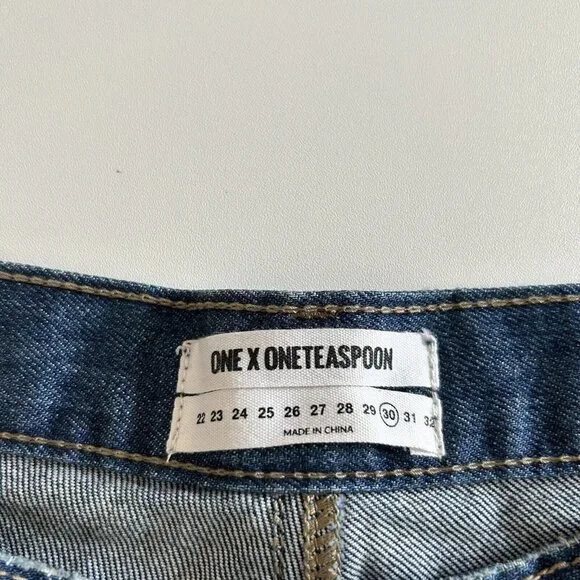 ONE X ONETEASPOON
22 23 24 25 26 27 28 29 30 31 32
MADE IN CHINA